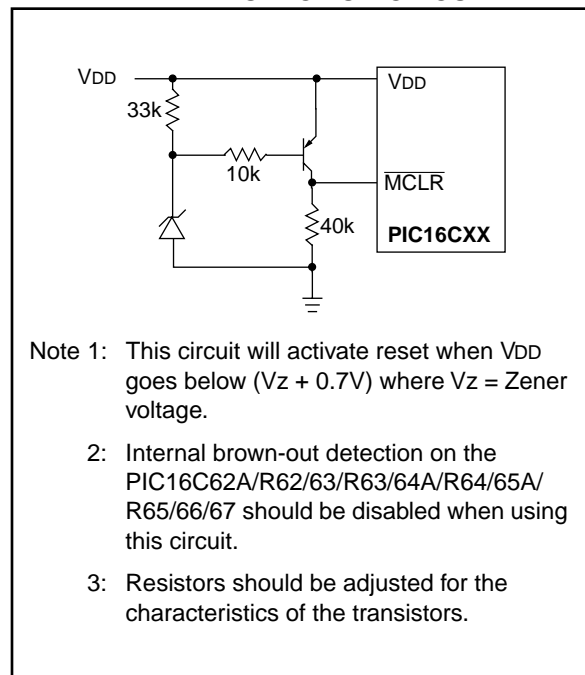 VDD
VDD
33k
10k
MCLR
40k
PIC16CXX
Note 1: This circuit will activate reset when VDD
goes below (Vz + 0.7V) where Vz = Zener
voltage.
2: Internal brown-out detection on the
PIC16C62A/R62/63/R63/64A/R64/65A/
R65/66/67 should be disabled when using
this circuit.
3: Resistors should be adjusted for the
characteristics of the transistors.